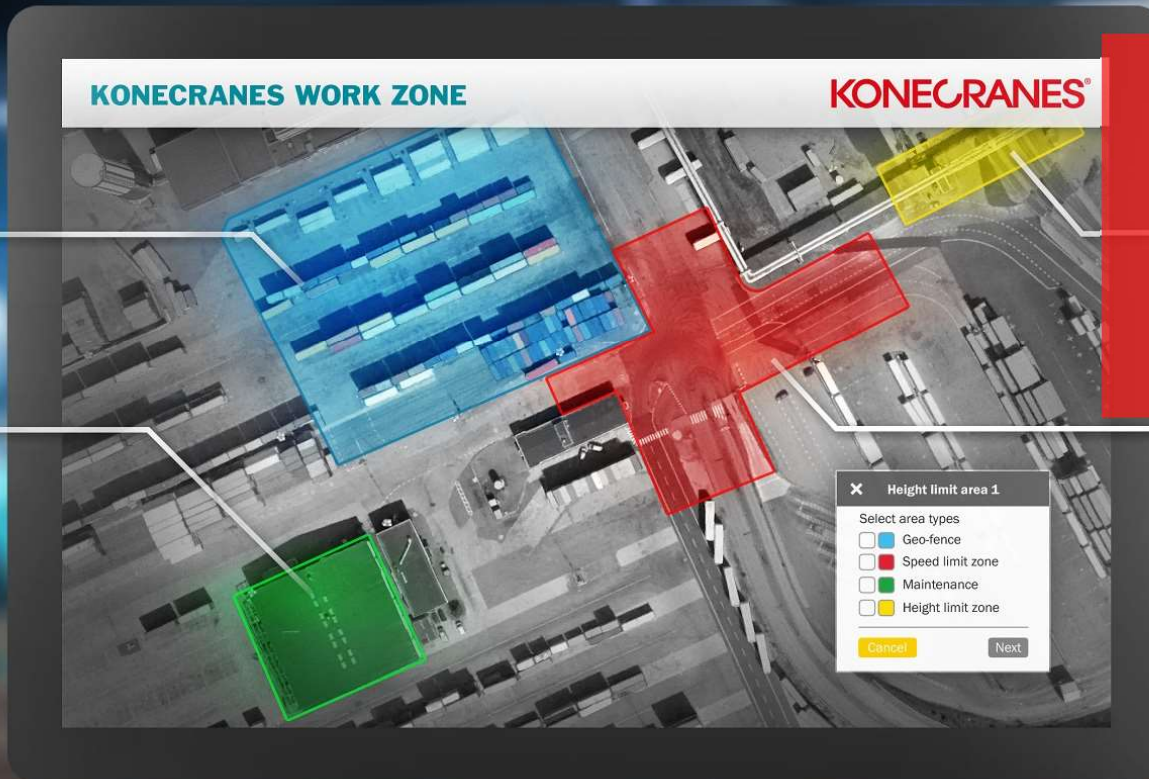 KONECRANES WORK ZONE
KONECRANES®
Height limit area 1
Select area types
Geo-fence
Speed limit zone
Maintenance
Height limit zone
Cancel
Next